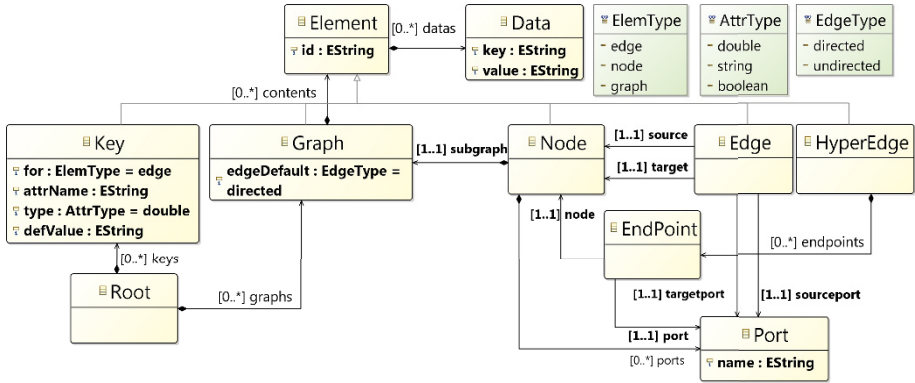 Element
id : EString
[0..*] datas
Data
key : EString
value : EString
ElemType
edge
node
graph
AttrType
double
string
boolean
EdgeType
directed
undirected
[0..*] contents
Key
for : ElemType = edge
attrName : EString
type : AttrType = double
defValue : EString
Graph
edgeDefault : EdgeType =
directed
[1..1] subgraph
Node
[1..1] source
[1..1] target
Edge
HyperEdge
[1..1] node
EndPoint
[0..*] endpoints
[0..*] keys
Root
[0..*] graphs
[1..1] targetport
[1..1] sourceport
[1..1] port
[0..*] ports
Port
name : EString